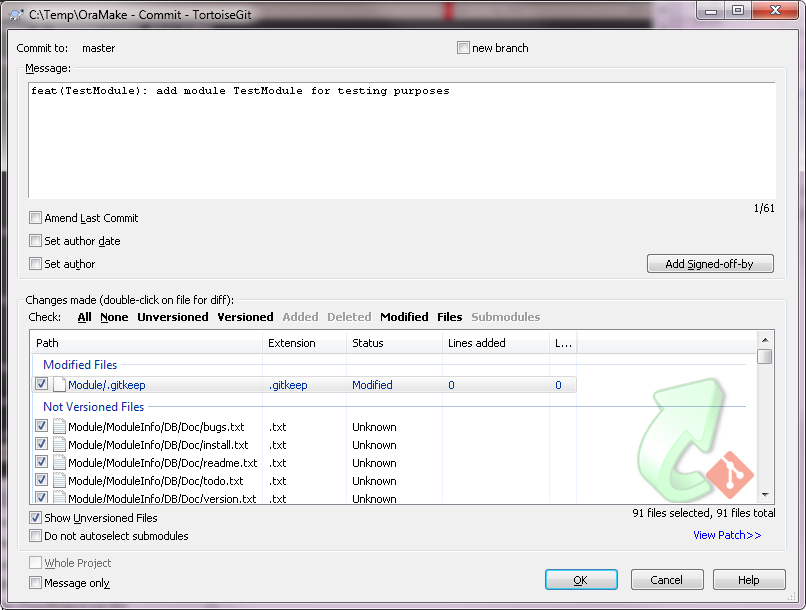 C:\Temp\OraMake - Commit - TortoiseGit
Commit to: master new branch
Message:
feat(TestModule): add module TestModule for testing purposes
1/61
Amend Last Commit
Set author date
Set author
Add Signed-off-by
Changes made (double-click on file for diff):
Check: All None Unversioned Versioned Added Deleted Modified Files Submodules
Path Extension Status Lines added L...
Modified Files
Module/.gitkeep .gitkeep Modified 0 0
Not Versioned Files
Module/ModuleInfo/DB/Doc/bugs.txt .txt Unknown
Module/ModuleInfo/DB/Doc/install.txt .txt Unknown
Module/ModuleInfo/DB/Doc/readme.txt .txt Unknown
Module/ModuleInfo/DB/Doc/todo.txt .txt Unknown
Module/ModuleInfo/DB/Doc/version.txt .txt Unknown
Show Unversioned Files
91 files selected, 91 files total
Do not autoselect submodules
View Patch>>
Whole Project
Message only
OK Cancel Help